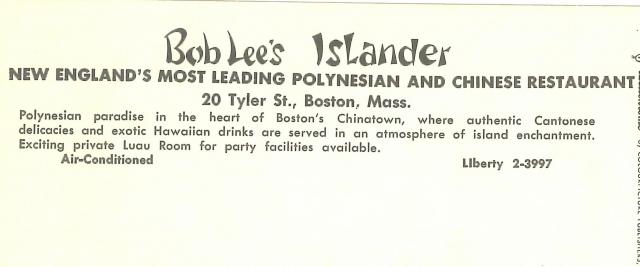 Bob Lee's Islander
NEW ENGLAND'S MOST LEADING POLYNESIAN AND CHINESE RESTAURANT
20 Tyler St., Boston, Mass.
Polynesian paradise in the heart of Boston's Chinatown, where authentic Cantonese
delicacies and exotic Hawaiian drinks are served in an atmosphere of island enchantment.
Exciting private Luau Room for party facilities available.
Air-Conditioned LIberty 2-3997